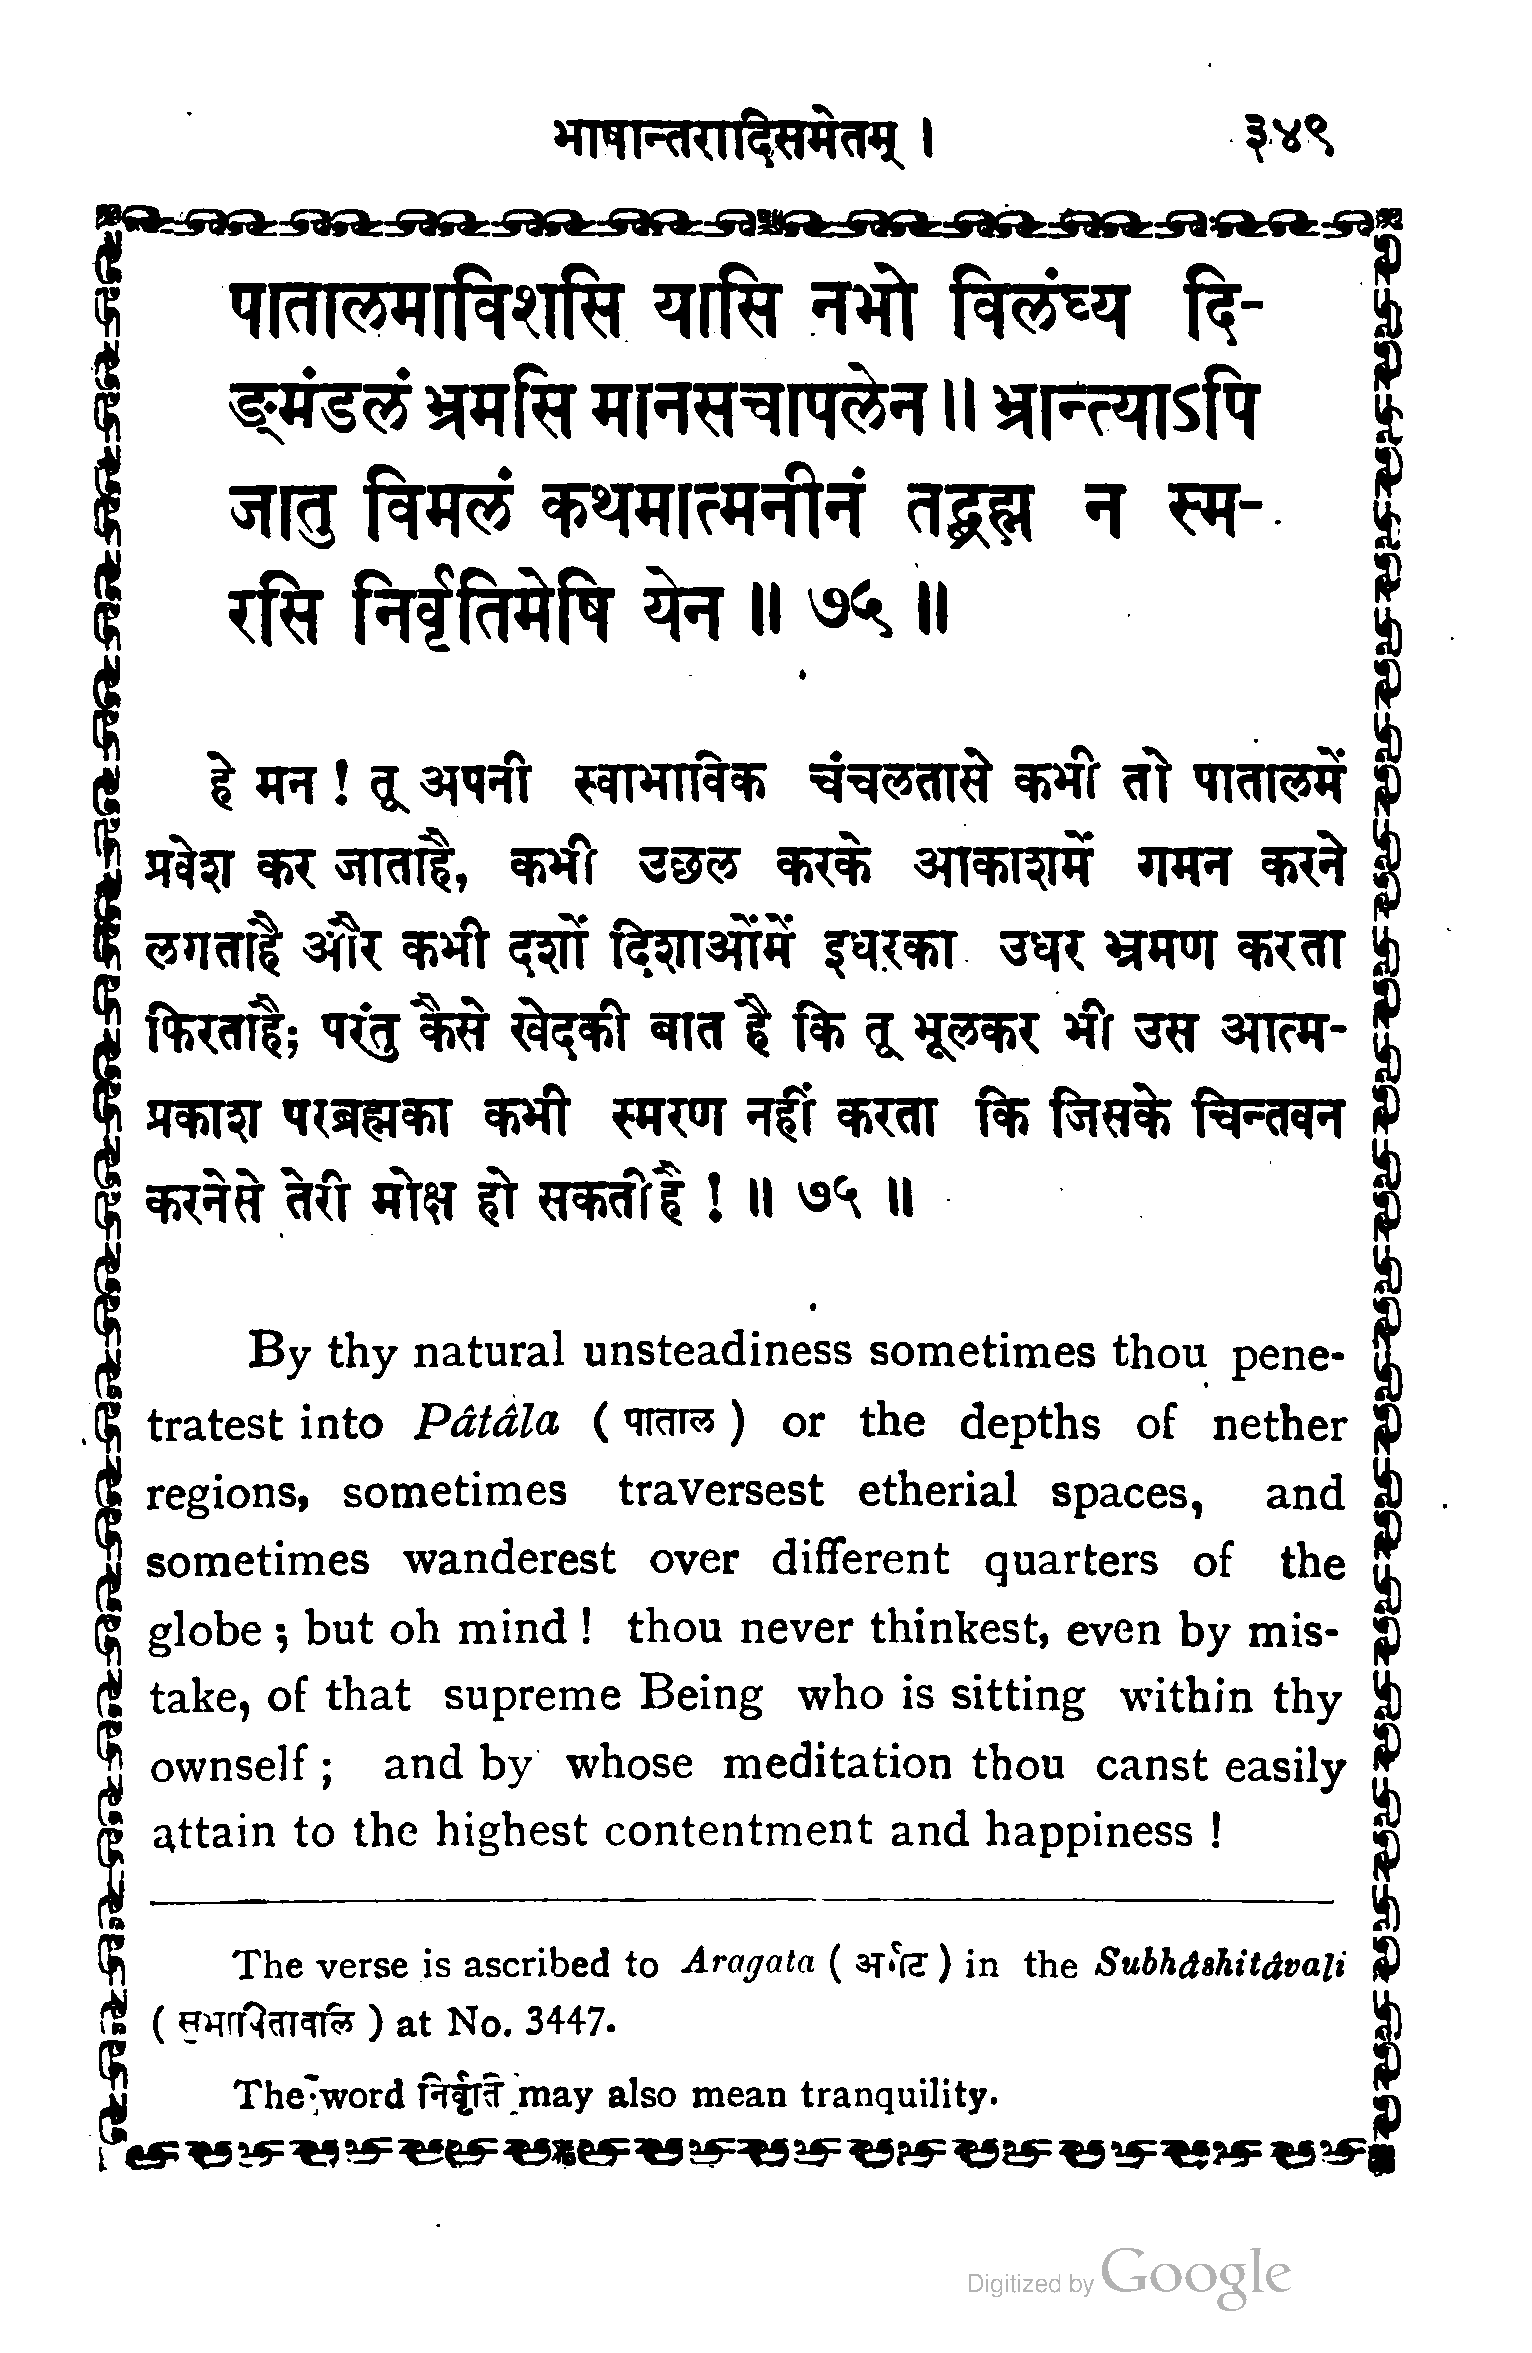 भाषान्तरादिसमेतम् । ३४९
पातालमाविशसि यासि नभो विलंघ्य दि-
ङ्मंडलं भ्रमसि मानसचापलेन ॥ भ्रान्त्याऽपि
जातु विमलं कथमात्मनीनं तद्ब्रह्म न स्म-
रसि निर्वृतिमेषि येन ॥ ७५ ॥
हे मन ! तू अपनी स्वाभाविक चंचलतासे कभी तो पातालमें
प्रवेश कर जाताहै, कभी उछल करके आकाशमें गमन करने
लगताहै और कभी दशों दिशाओंमें इधरका उधर भ्रमण करता
फिरताहै; परंतु कैसे खेदकी बात है कि तू भूलकर भी उस आत्म-
प्रकाश परब्रह्मका कभी स्मरण नहीं करता कि जिसके चिन्तवन
करनेसे तेरी मोक्ष हो सकतीहै ! ॥ ७५ ॥
By thy natural unsteadiness sometimes thou pene-
tratest into Pâtâla ( पाताल ) or the depths of nether
regions, sometimes traversest etherial spaces, and
sometimes wanderest over different quarters of the
globe ; but oh mind ! thou never thinkest, even by mis-
take, of that supreme Being who is sitting within thy
ownself ; and by whose meditation thou canst easily
attain to the highest contentment and happiness !
The verse is ascribed to Aragata ( ) in the Subhâshitâvali
( सुभाषितावलि ) at No. 3447.
The word निर्वृति may also mean tranquility.
Digitized by Google